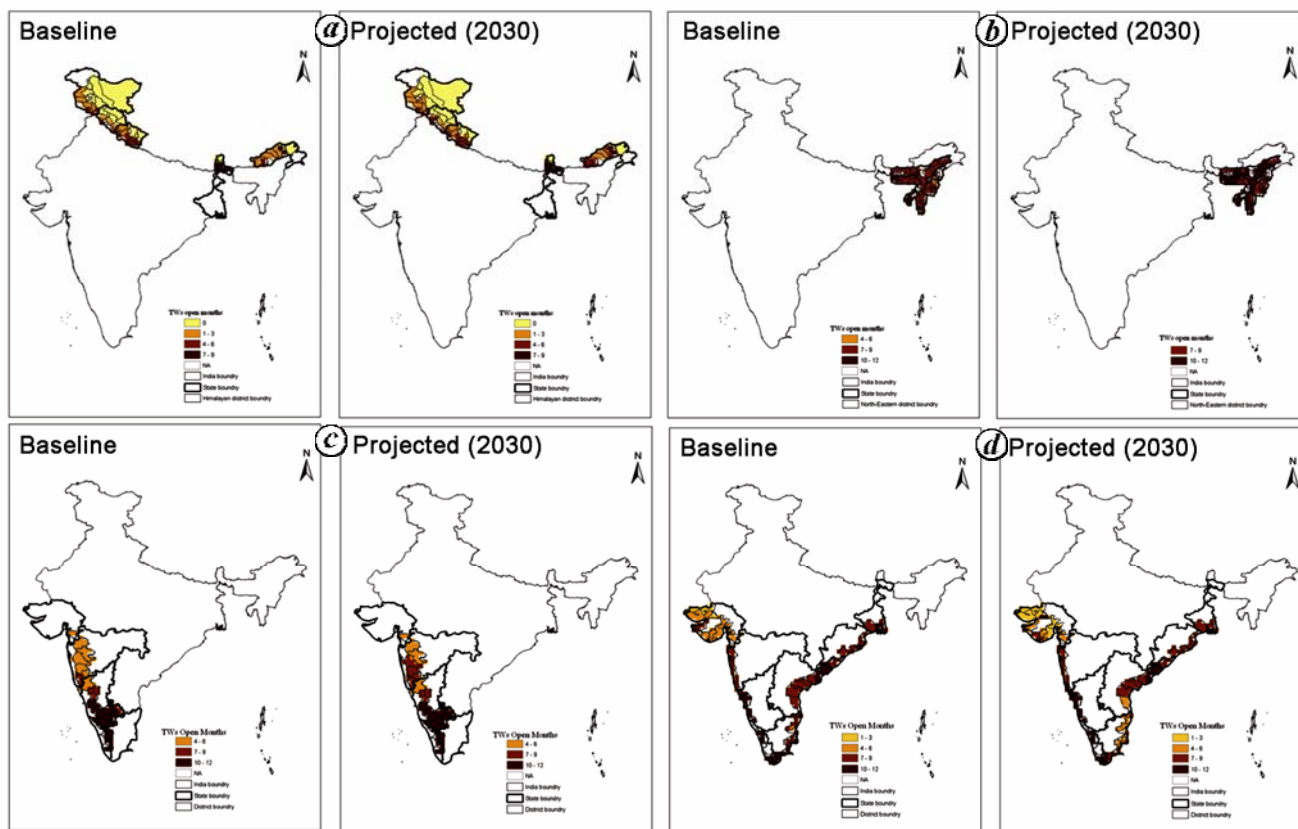 Baseline
a
Projected (2030)
N
N
TWs open months
0
1 - 3
4 - 6
7 - 9
NA
India boundry
State boundry
Himalayan district boundry
TWs open months
0
1 - 3
4 - 6
7 - 9
NA
India boundry
State boundry
Himalayan district boundry
Baseline
b
Projected (2030)
N
N
TWs open months
4 - 6
7 - 9
10 - 12
NA
India boundry
State boundry
North-Eastern district boundry
TWs open months
7 - 9
10 - 12
NA
India boundry
State boundry
North-Eastern district boundry
Baseline
c
Projected (2030)
N
N
TWs Open Months
4 - 6
7 - 9
10 - 12
NA
India boundry
State boundry
District boundry
TWs Open Months
4 - 6
7 - 9
10 - 12
NA
India boundry
State boundry
District boundry
Baseline
d
Projected (2030)
N
N
TWs Open Months
1 - 3
4 - 6
7 - 9
10 - 12
NA
India boundry
State boundry
District boundry
TWs Open Months
1 - 3
4 - 6
7 - 9
10 - 12
NA
India boundry
State boundry
District boundry